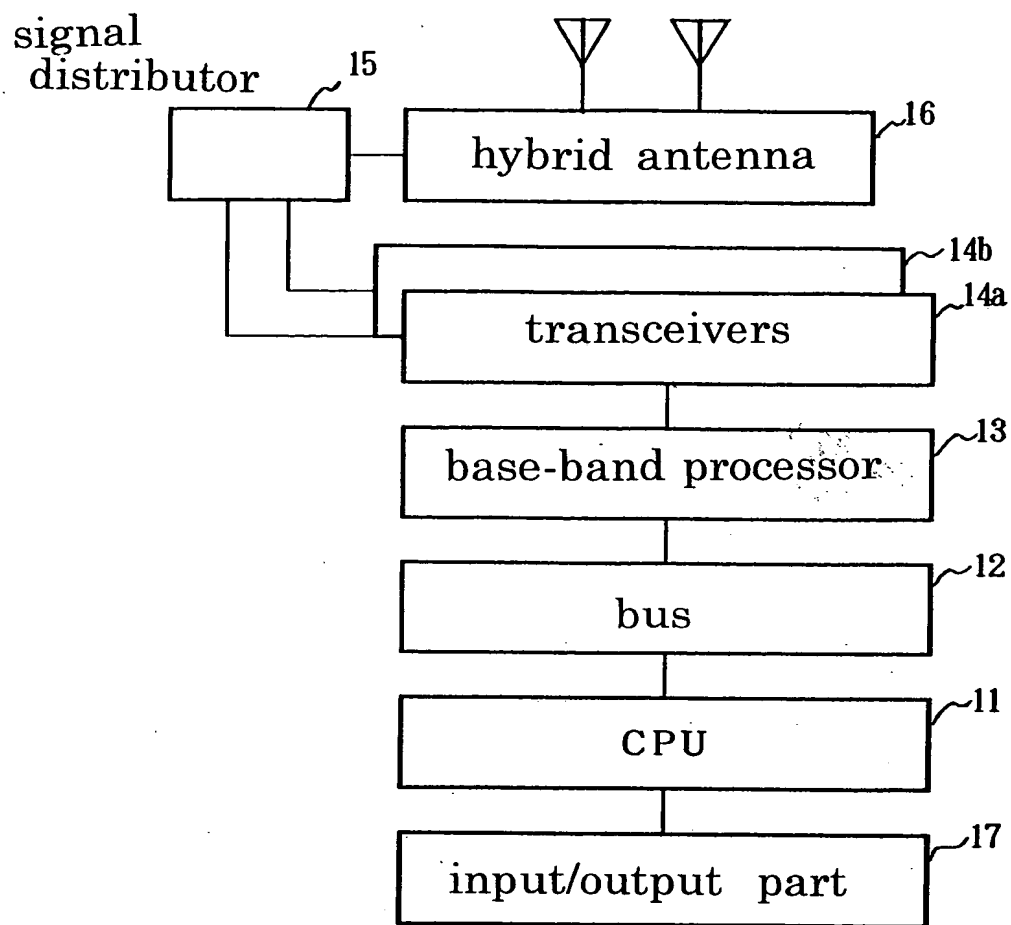 signal
distributor
15
hybrid antenna
16
14b
14a
transceivers
13
base-band processor
12
bus
11
CPU
17
input/output part